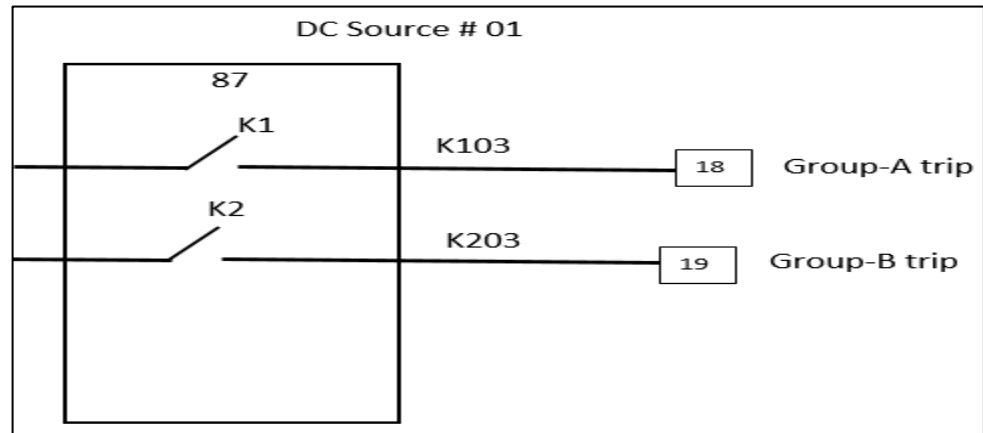 DC Source # 01
87
K1
K103
18 Group-A trip
K2
K203
19 Group-B trip